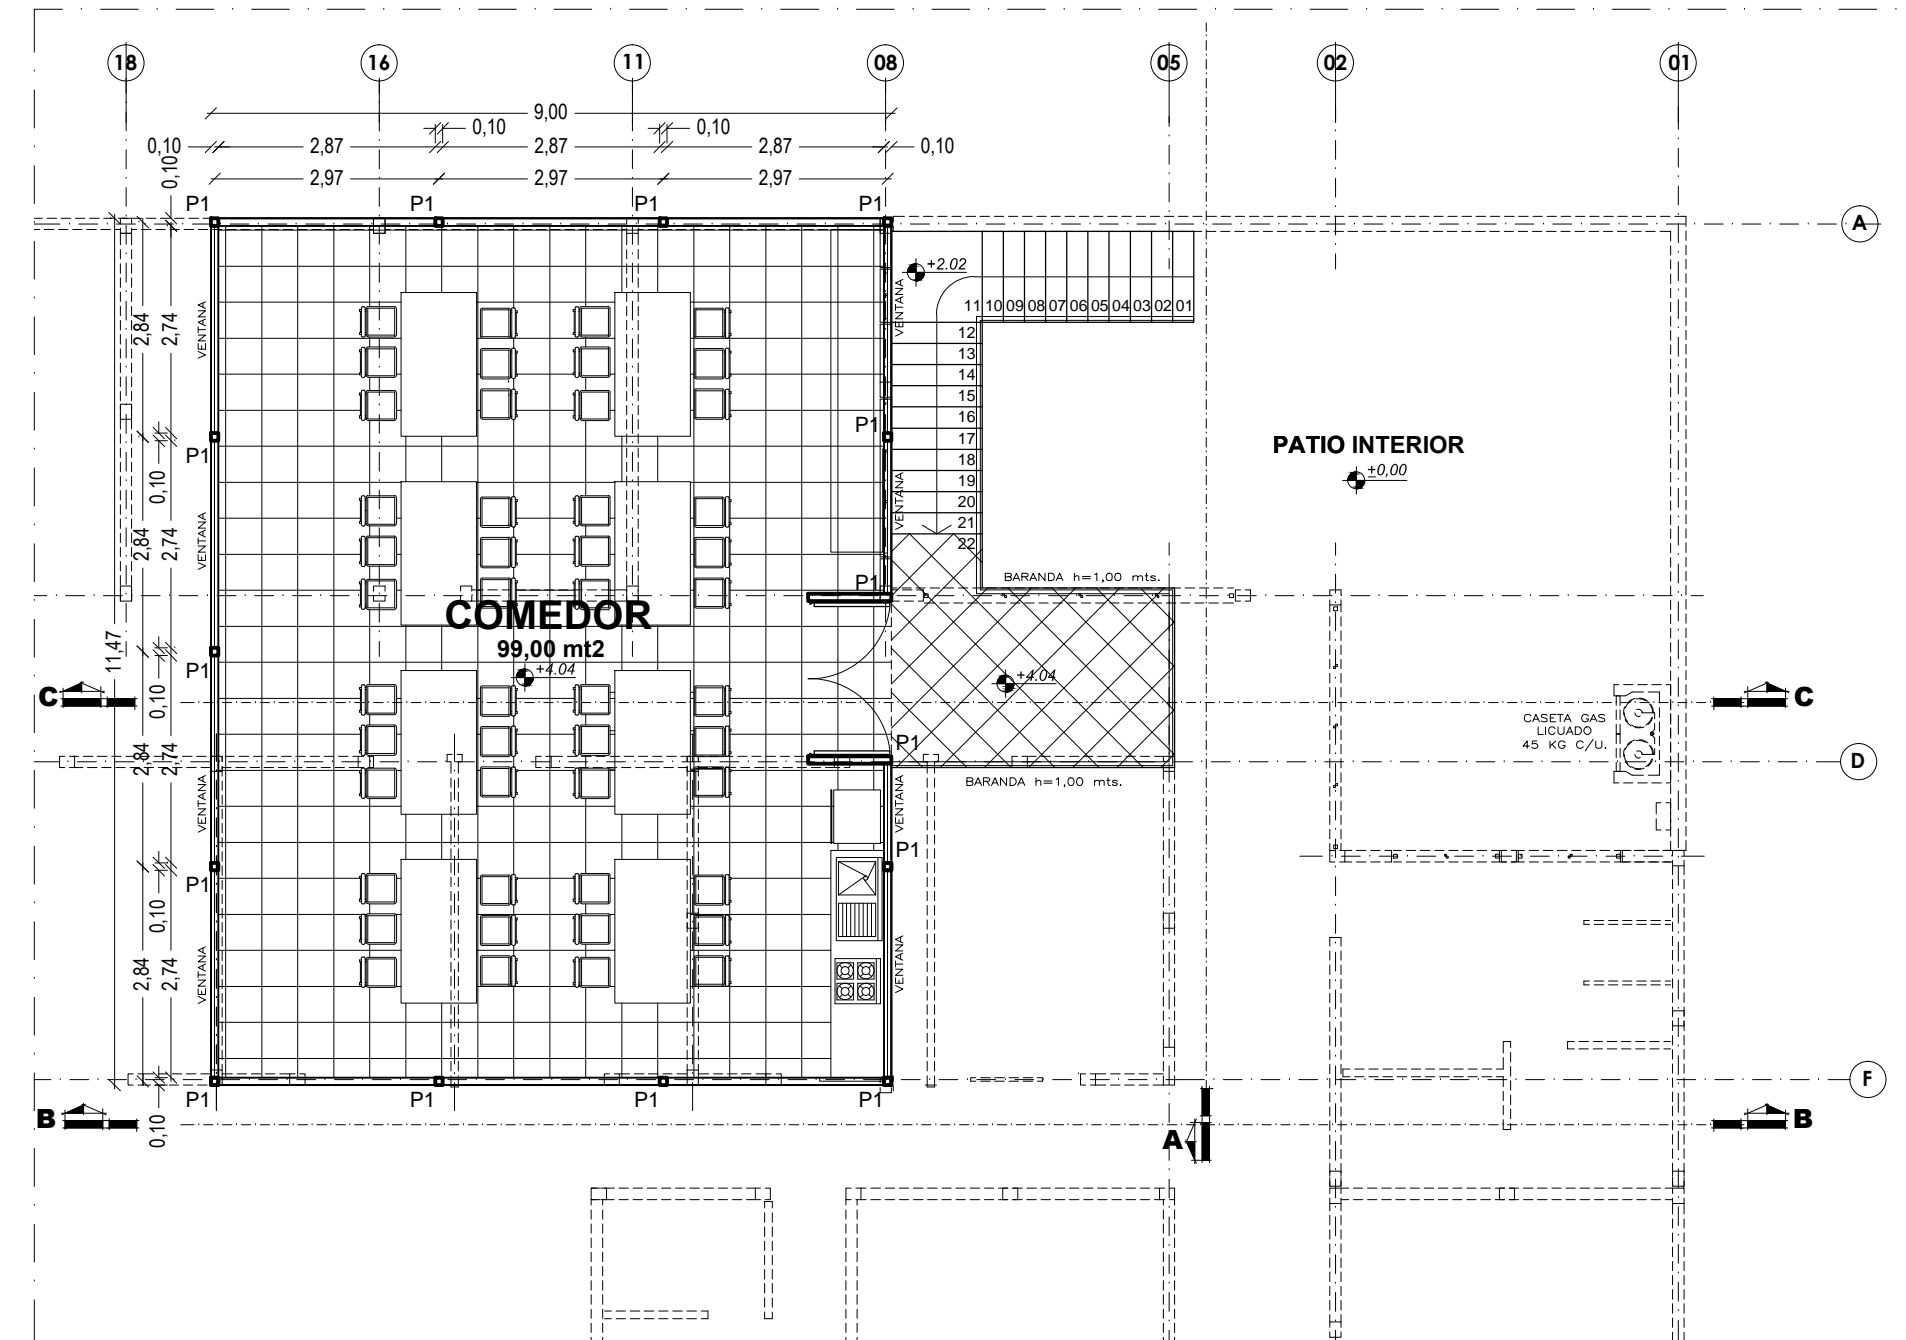 18 16 11 08 05 02 01
9,00
0,10 0,10
0,10 2,87 2,87 2,87 0,10
0,10
2,97 2,97 2,97
P1 P1 P1 P1
A
+2.02
VENTANA
VENTANA
11 10 09 08 07 06 05 04 03 02 01
2,84 2,74
12
13
14
15
16
17
18
19
20
21
22
P1
P1
0,10
PATIO INTERIOR
+0,00
VENTANA
VENTANA
2,84 2,74
P1
BARANDA h=1,00 mts.
COMEDOR
99,00 mt2
+4.04
+4.04
11,47
P1
0,10
C C
CASETA GAS
LICUADO
45 KG C/U.
P1
2,84 2,74
D
BARANDA h=1,00 mts.
VENTANA
VENTANA
P1
P1
0,10
2,84 2,74
VENTANA
VENTANA
F
P1 P1 P1 P1
0,10
B B
A